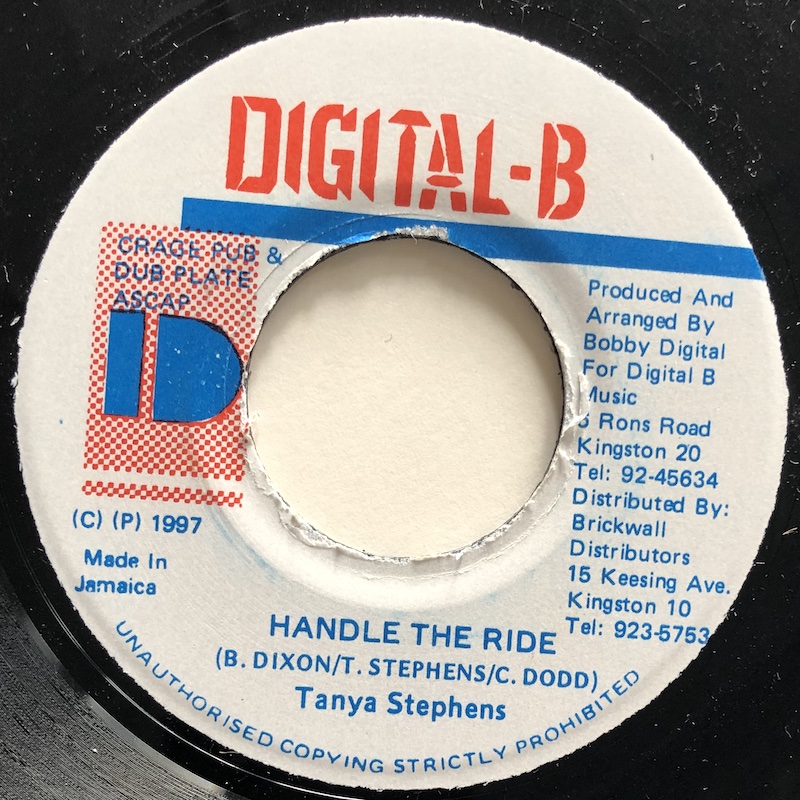 DIGITAL-B
CRAGE PUB &
DUB PLATE
ASCAP
D
Produced And
Arranged By
Bobby Digital
For Digital B
Music
Rons Road
Kingston 20
Tel: 92-45634
Distributed By:
Brickwall
Distributors
15 Keesing Ave.
Kingston 10
Tel: 923-5753
(C) (P) 1997
Made In
Jamaica
HANDLE THE RIDE
(B. DIXON/T. STEPHENS/C. DODD)
Tanya Stephens
UNAUTHORISED COPYING STRICTLY PROHIBITED